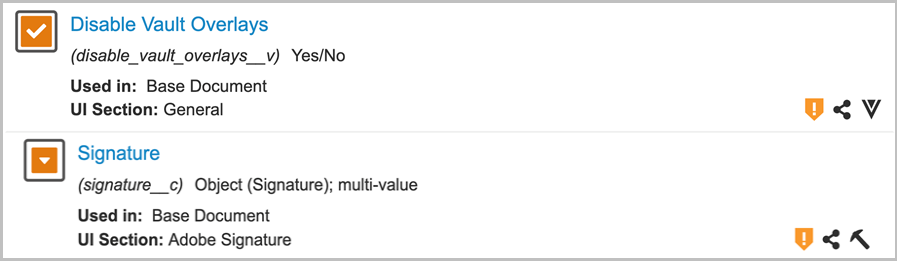 Disable Vault Overlays
(disable_vault_overlays__v) Yes/No
Used in: Base Document
UI Section: General
Signature
(signature__c) Object (Signature); multi-value
Used in: Base Document
UI Section: Adobe Signature